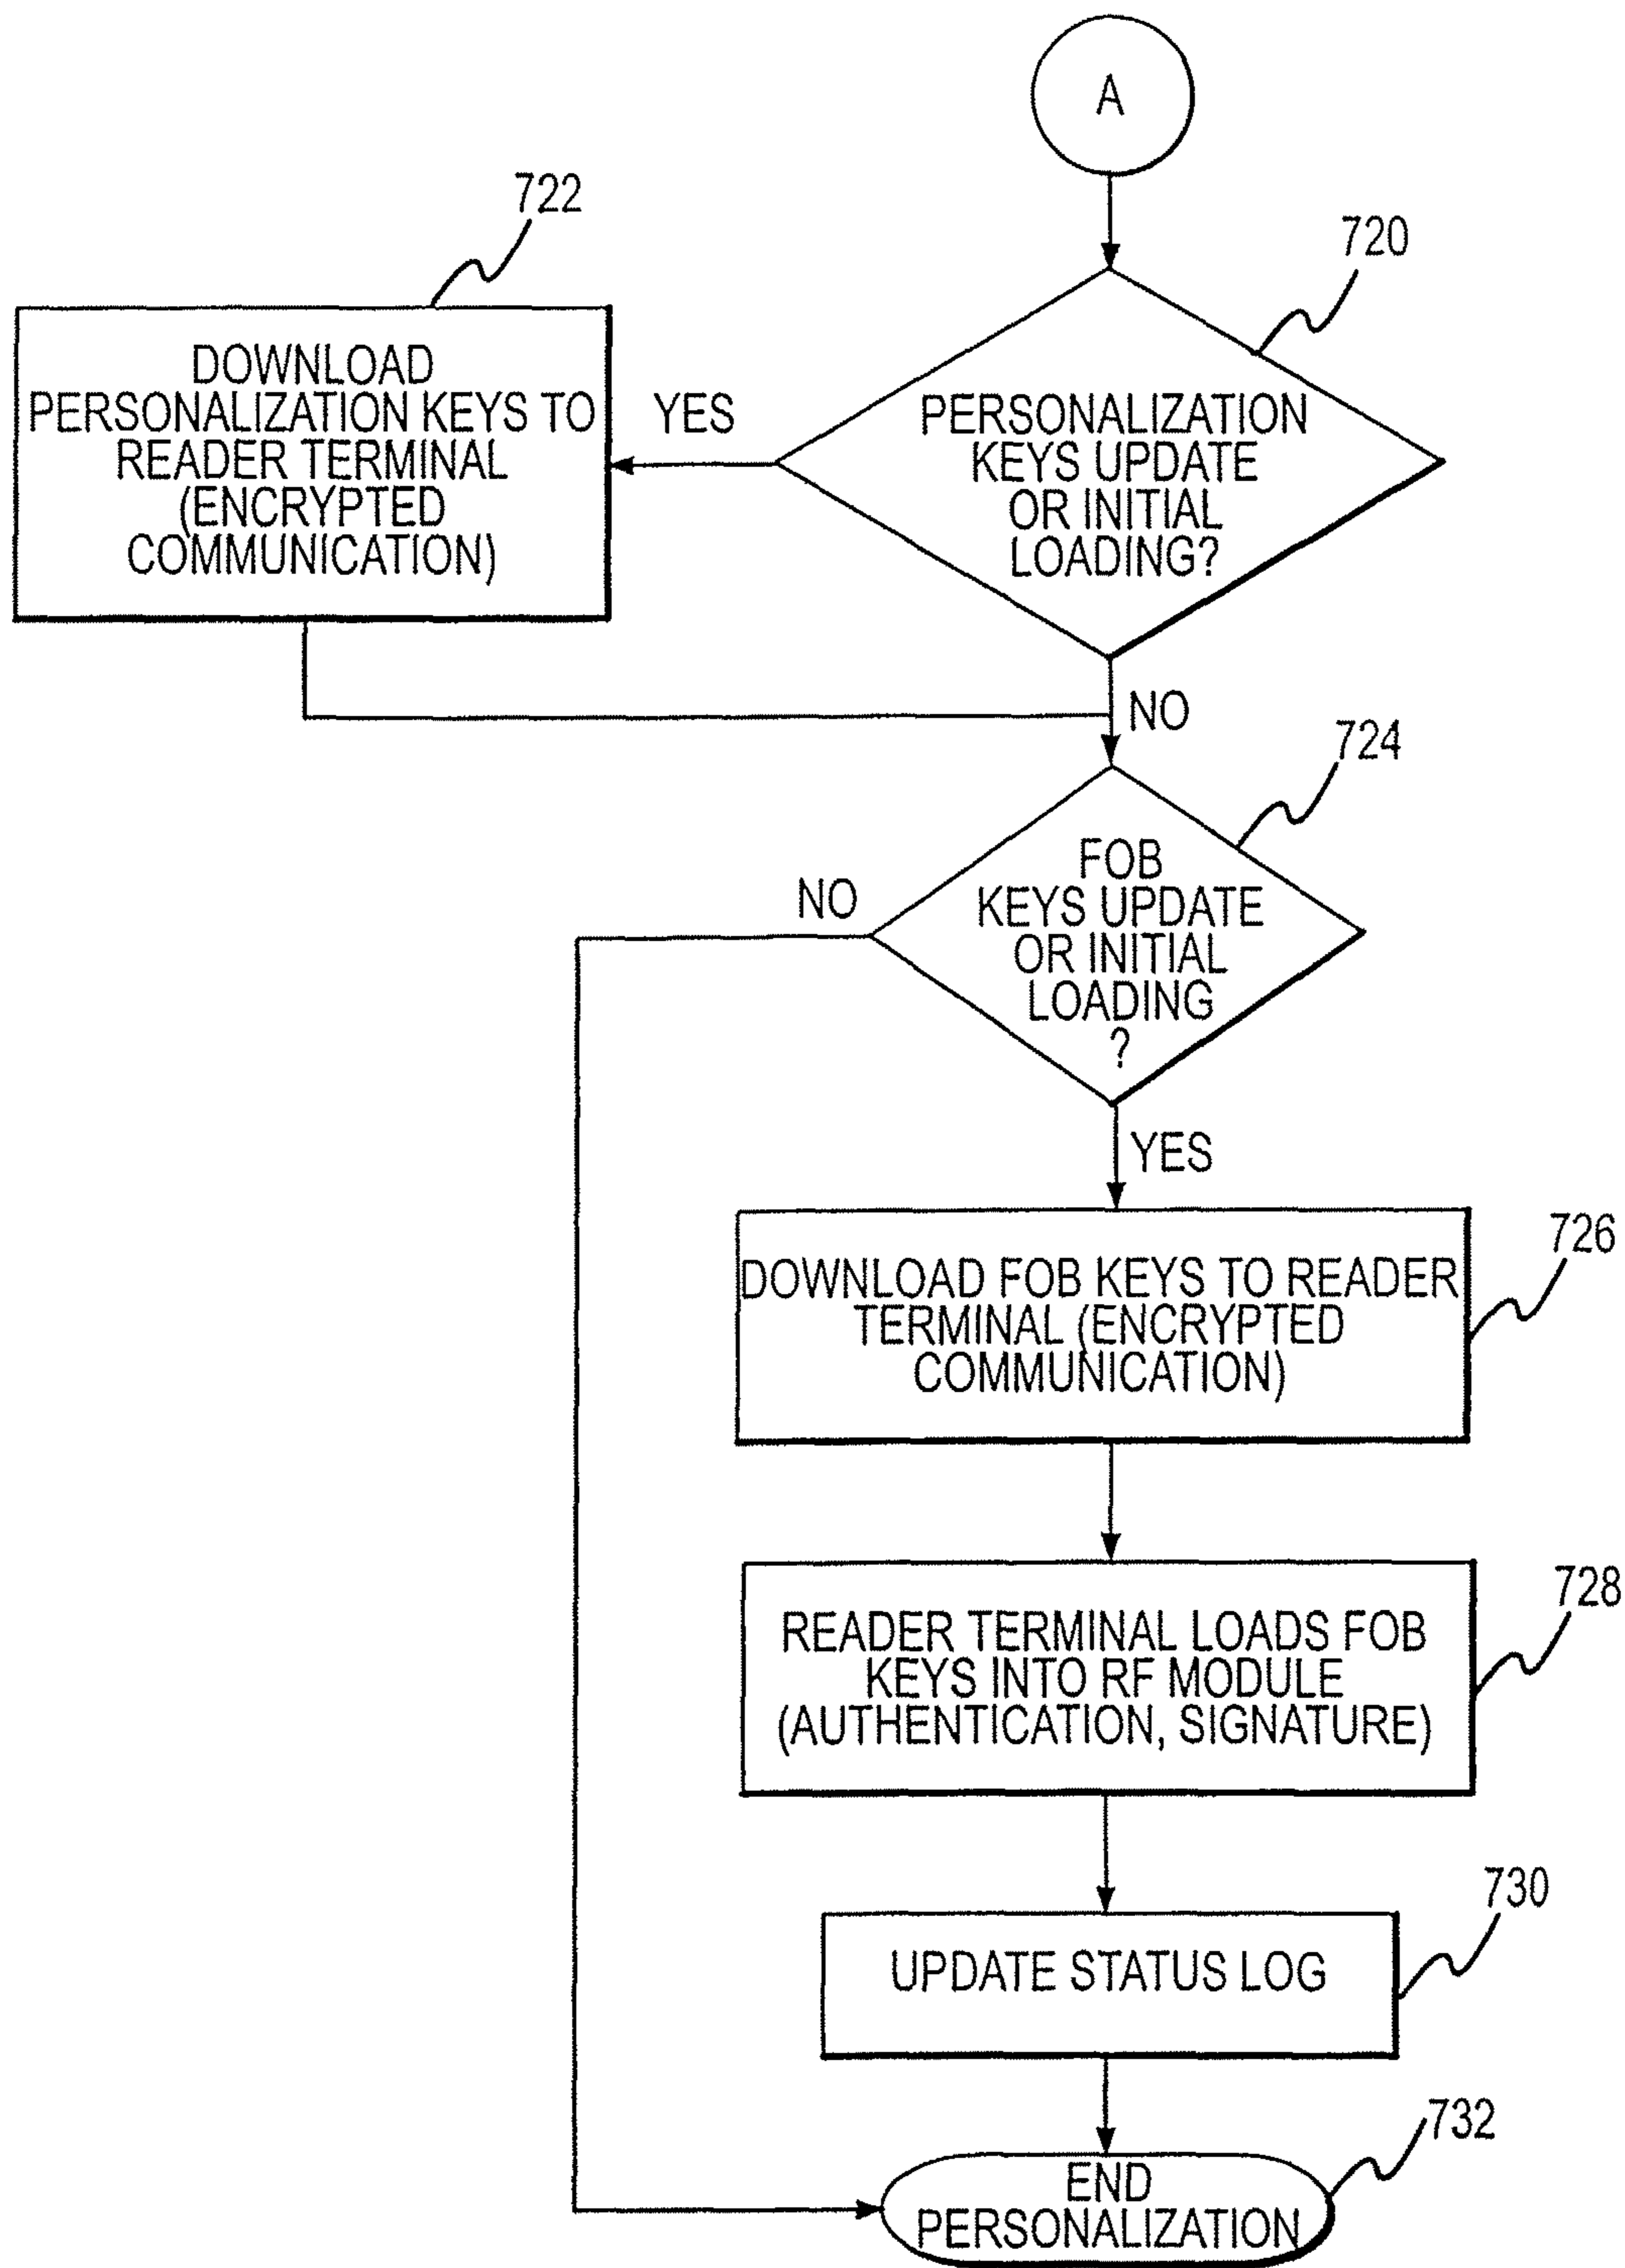 A
722
720
DOWNLOAD
PERSONALIZATION KEYS TO
READER TERMINAL
(ENCRYPTED
COMMUNICATION)
YES
PERSONALIZATION
KEYS UPDATE
OR INITIAL
LOADING?
NO
724
NO
FOB
KEYS UPDATE
OR INITIAL
LOADING
?
YES
726
DOWNLOAD FOB KEYS TO READER
TERMINAL (ENCRYPTED
COMMUNICATION)
728
READER TERMINAL LOADS FOB
KEYS INTO RF MODULE
(AUTHENTICATION, SIGNATURE)
730
UPDATE STATUS LOG
732
END
PERSONALIZATION